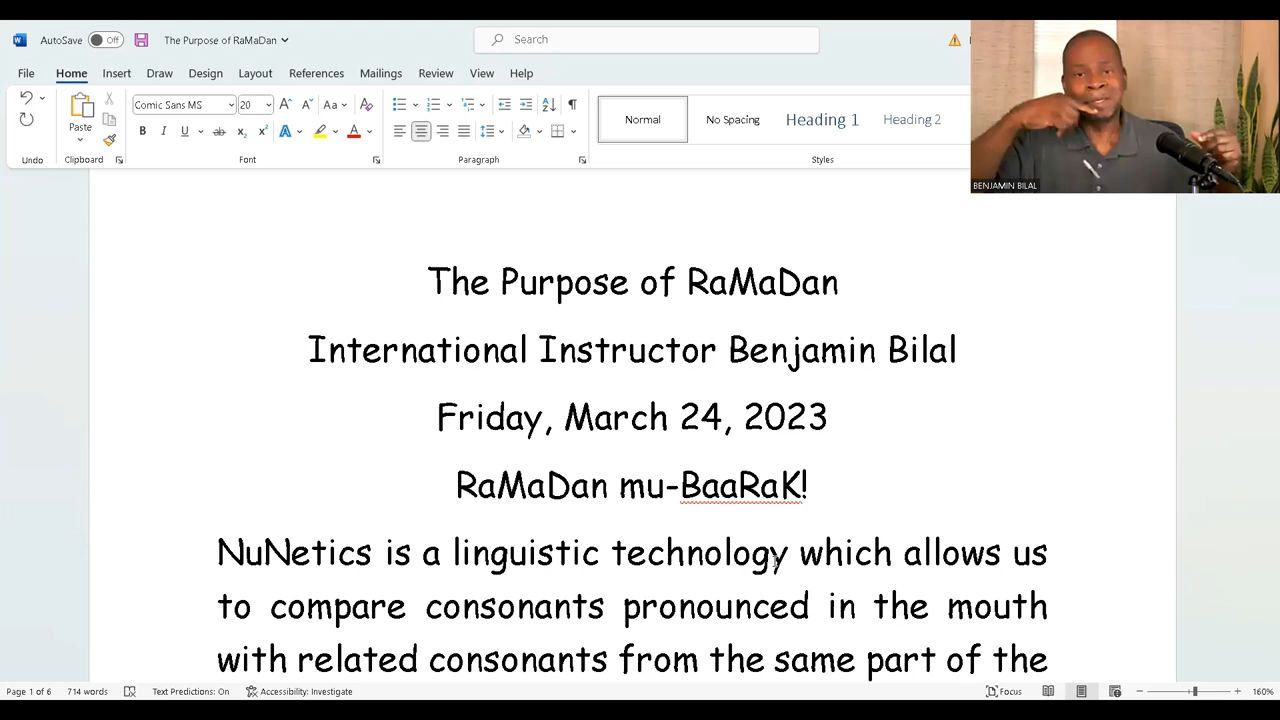 AutoSave Off The Purpose of RaMaDan Search
File Home Insert Draw Design Layout References Mailings Review View Help
Comic Sans MS 20 Aa Normal No Spacing Heading 1 Heading 2
Paste B I U ab x₂ x² A A
Undo Clipboard Font Paragraph Styles
BENJAMIN BILAL
The Purpose of RaMaDan
International Instructor Benjamin Bilal
Friday, March 24, 2023
RaMaDan mu-BaaRaK!
NuNetics is a linguistic technology which allows us
to compare consonants pronounced in the mouth
with related consonants from the same part of the
Page 1 of 6 714 words Text Predictions: On Accessibility: Investigate Focus 160%